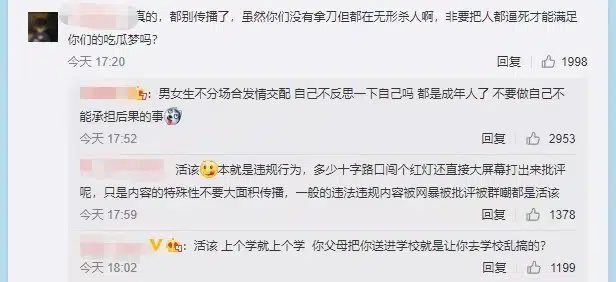 真的，都别传播了，虽然你们没有拿刀但都在无形杀人啊，非要把人都逼死才能满足
你们的吃瓜梦吗？
今天 17:20 回复 1998
：男女生不分场合发情交配 自己不反思一下自己吗 都是成年人了 不要做自己不
能承担后果的事
今天 17:52 回复 2953
活该 本就是违规行为，多少十字路口闯个红灯还直接大屏幕打出来批评
呢，只是内容的特殊性不要大面积传播，一般的违法违规内容被网暴被批评被群嘲都是活该
今天 17:59 回复 1378
：活该 上个学就上个学 你父母把你送进学校就是让你去学校乱搞的？
今天 18:02 回复 1199